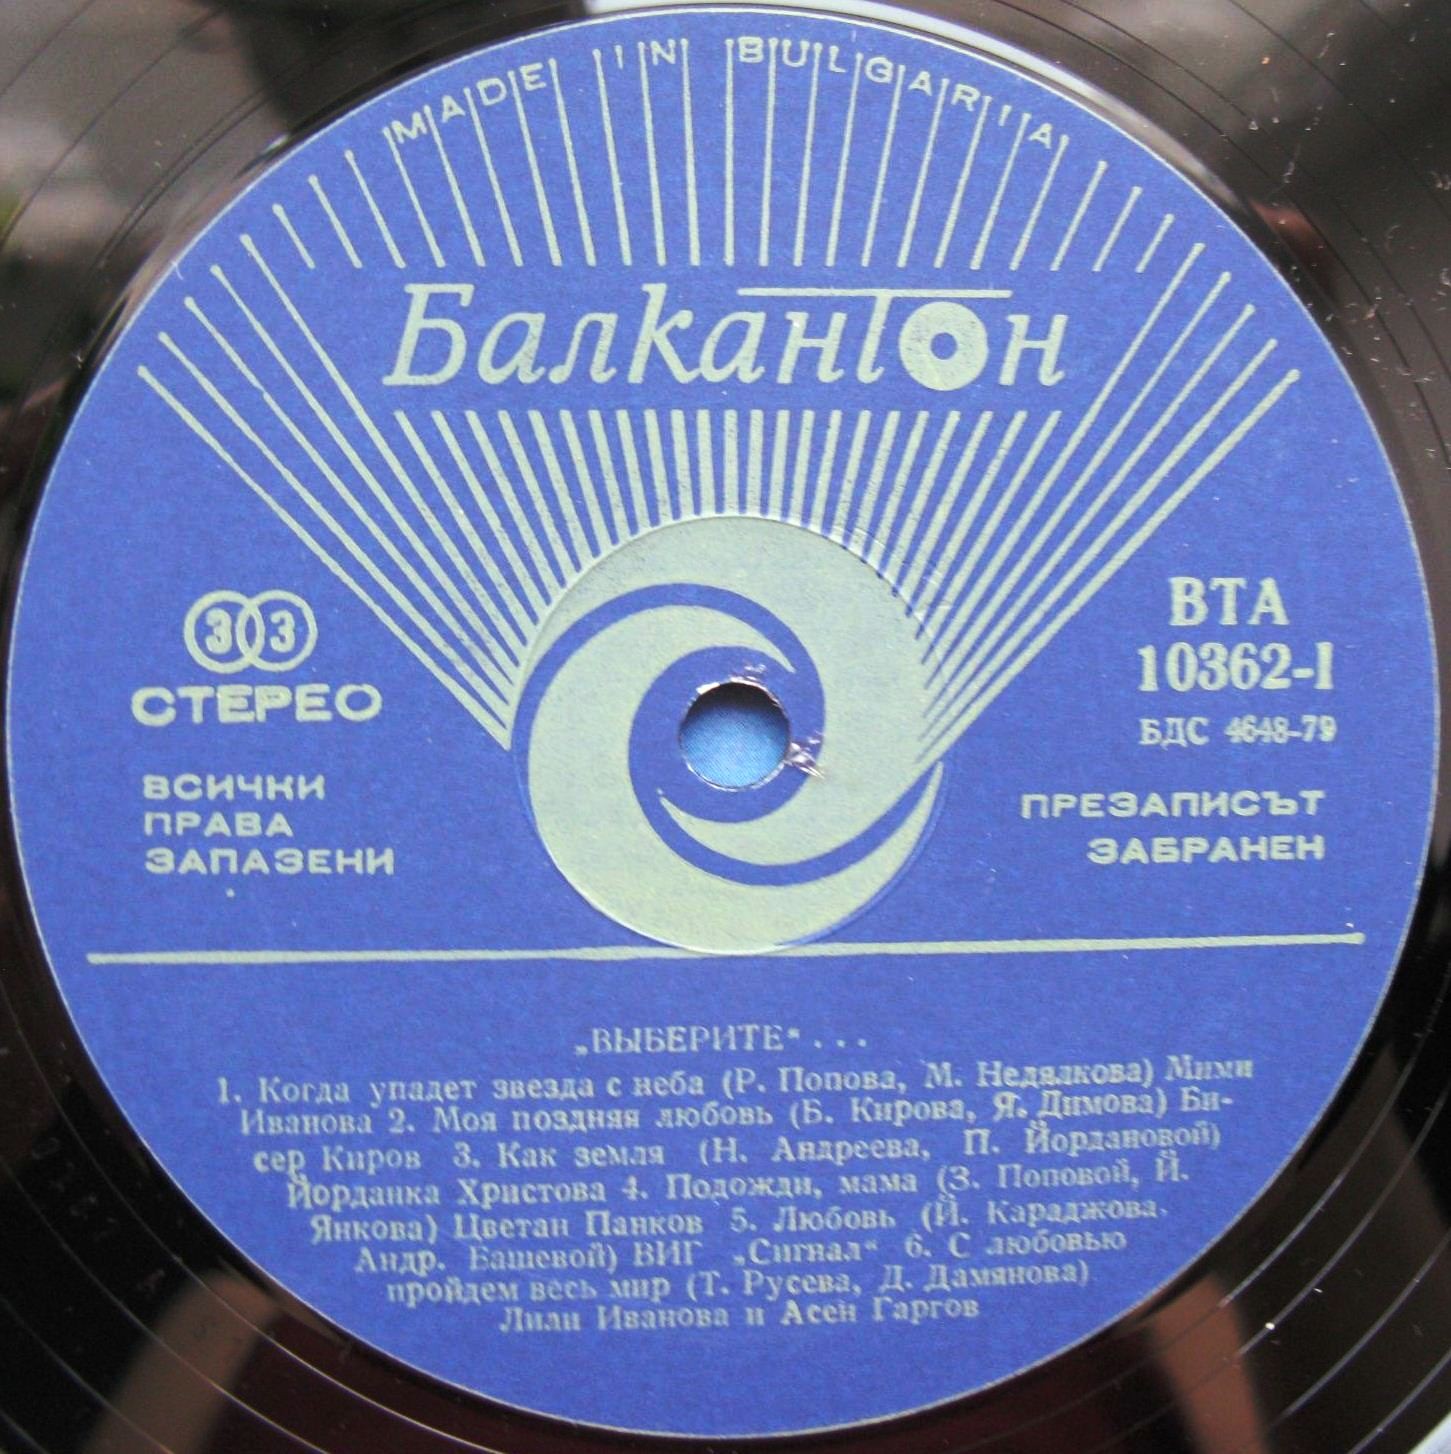 MADE IN BULGARIA
Балкантон
33
СТЕРЕО
ВСИЧКИ
ПРАВА
ЗАПАЗЕНИ
ВТА
10362-I
БДС 4648-79
ПРЕЗАПИСЪТ
ЗАБРАНЕН
„ВЫБЕРИТЕ“...
1. Когда упадет звезда с неба (Р. Попова, М. Недялкова) Мими
Иванова 2. Моя поздняя любовь (Б. Кирова, Я. Димова) Би-
сер Киров 3. Как земля (Н. Андреева, П. Йордановой)
Йорданка Христова 4. Подожди, мама (З. Поповой, Й.
Янкова) Цветан Панков 5. Любовь (Й. Караджова,
Андр. Башевой) ВИГ „Сигнал“ 6. С любовью
пройдем весь мир (Т. Русева, Д. Дамянова)
Лили Иванова и Асен Гаргов